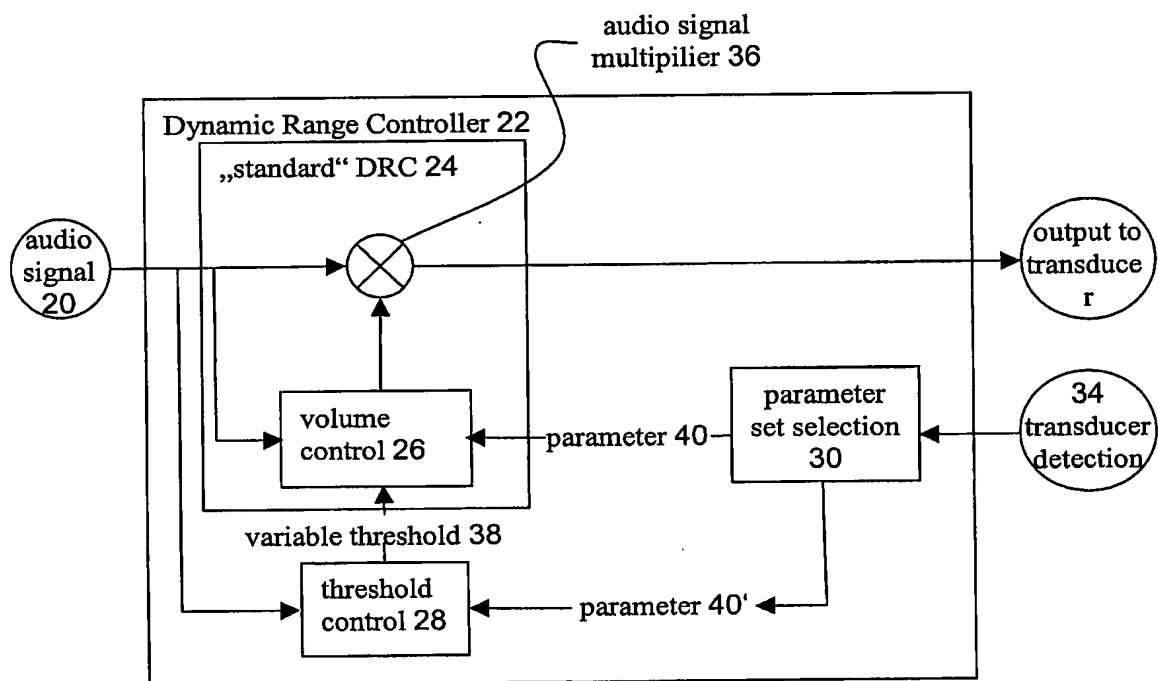 audio signal
multipilier 36
Dynamic Range Controller 22
„standard“ DRC 24
audio
signal
20
output to
transduce
r
volume
control 26
parameter 40
parameter
set selection
30
34
transducer
detection
variable threshold 38
threshold
control 28
parameter 40‘